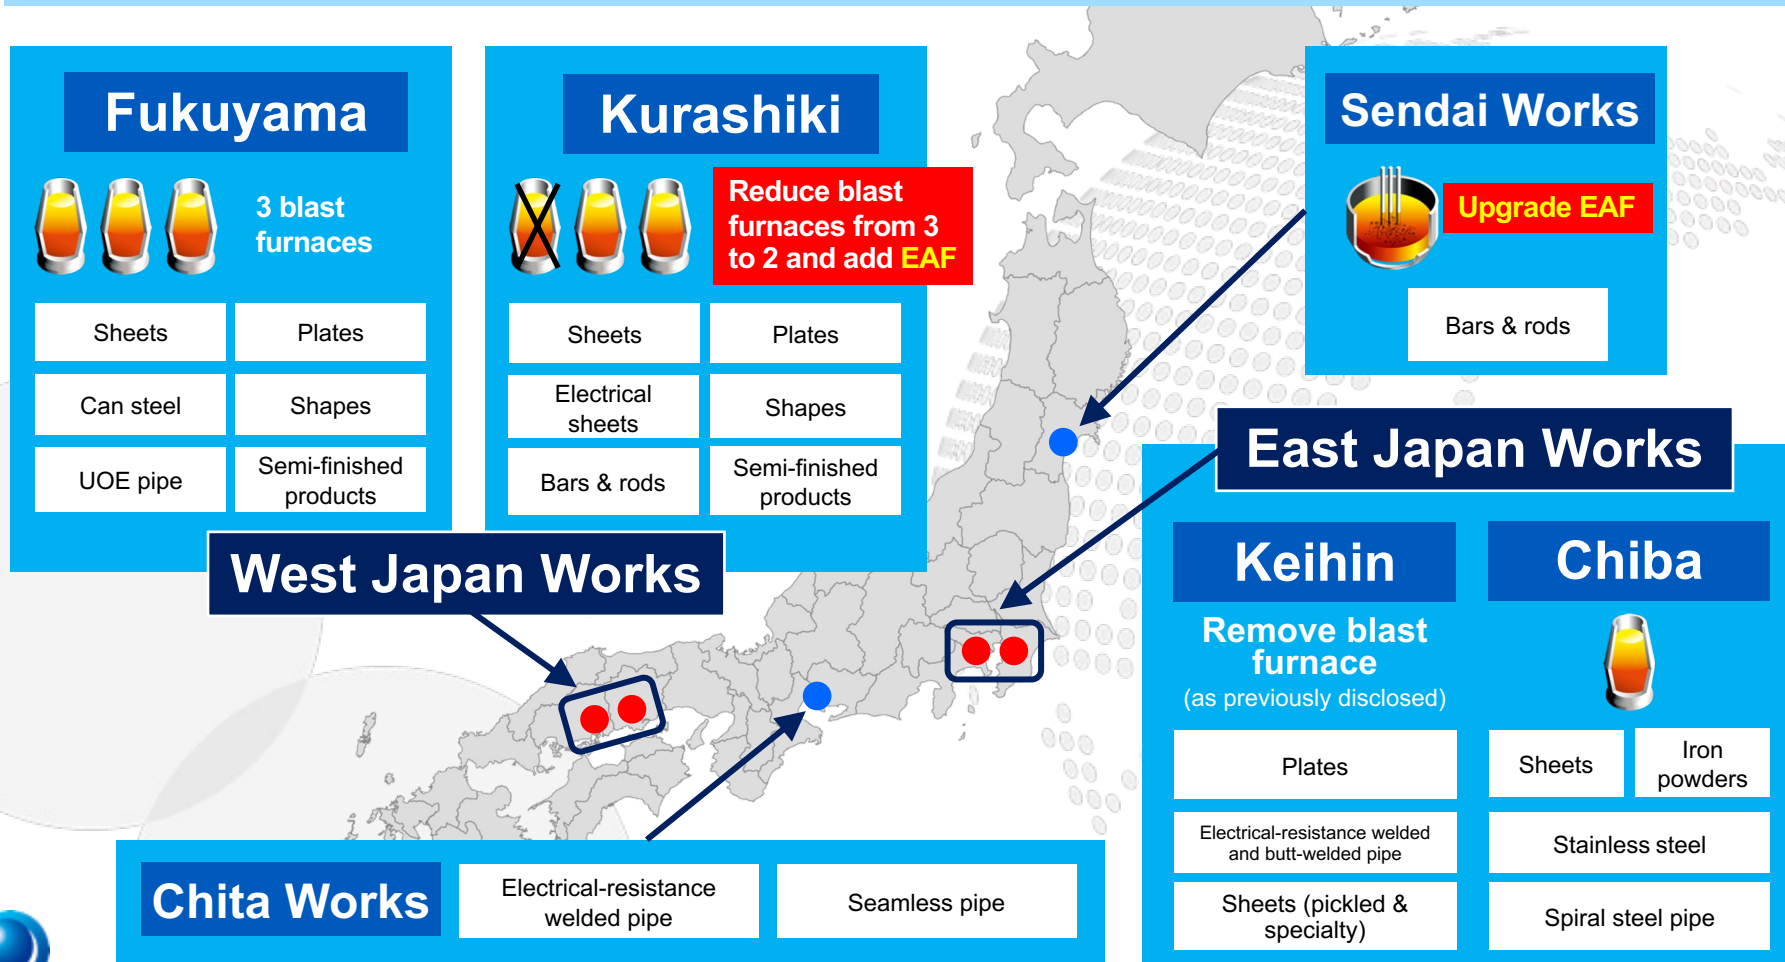 Fukuyama
3 blast
furnaces
Sheets
Plates
Can steel
Shapes
UOE pipe
Semi-finished
products
Kurashiki
Reduce blast
furnaces from 3
to 2 and add EAF
Sheets
Plates
Electrical
sheets
Shapes
Bars & rods
Semi-finished
products
West Japan Works
Sendai Works
Upgrade EAF
Bars & rods
East Japan Works
Keihin
Remove blast
furnace
(as previously disclosed)
Plates
Electrical-resistance welded
and butt-welded pipe
Sheets (pickled &
specialty)
Chiba
Sheets
Iron
powders
Stainless steel
Spiral steel pipe
Chita Works
Electrical-resistance
welded pipe
Seamless pipe